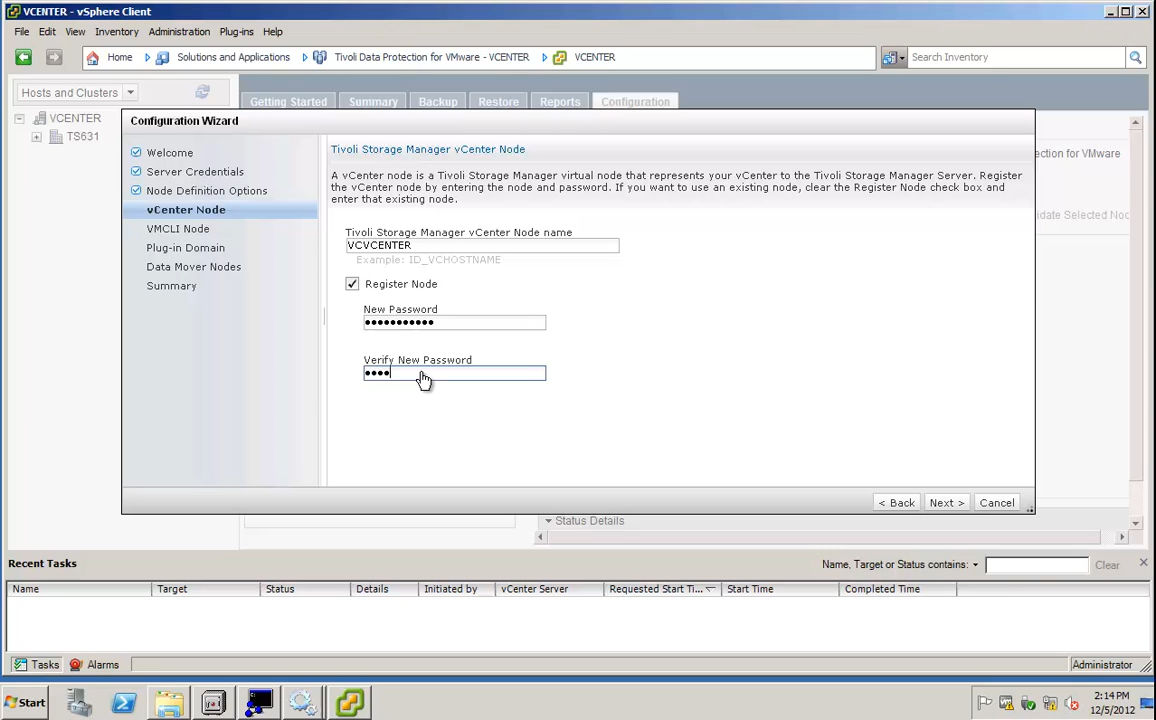 VCENTER - vSphere Client
File Edit View Inventory Administration Plug-ins Help
Home Solutions and Applications Tivoli Data Protection for VMware - VCENTER VCENTER Search Inventory
Hosts and Clusters
Getting Started Summary Backup Restore Reports Configuration
VCENTER
TS631
Configuration Wizard
Welcome
Server Credentials
Node Definition Options
vCenter Node
VMCLI Node
Plug-in Domain
Data Mover Nodes
Summary
Tivoli Storage Manager vCenter Node
A vCenter node is a Tivoli Storage Manager virtual node that represents your vCenter to the Tivoli Storage Manager Server. Register
the vCenter node by entering the node and password. If you want to use an existing node, clear the Register Node check box and
enter that existing node.
Tivoli Storage Manager vCenter Node name
VCVCENTER
Example: ID_VCHOSTNAME
Register Node
New Password
•••••••••••
Verify New Password
••••
< Back Next > Cancel
ection for VMware
idate Selected Nod
Status Details
Recent Tasks
Name, Target or Status contains: Clear
Name Target Status Details Initiated by vCenter Server Requested Start Ti... Start Time Completed Time
Tasks Alarms Administrator
Start
2:14 PM
12/5/2012